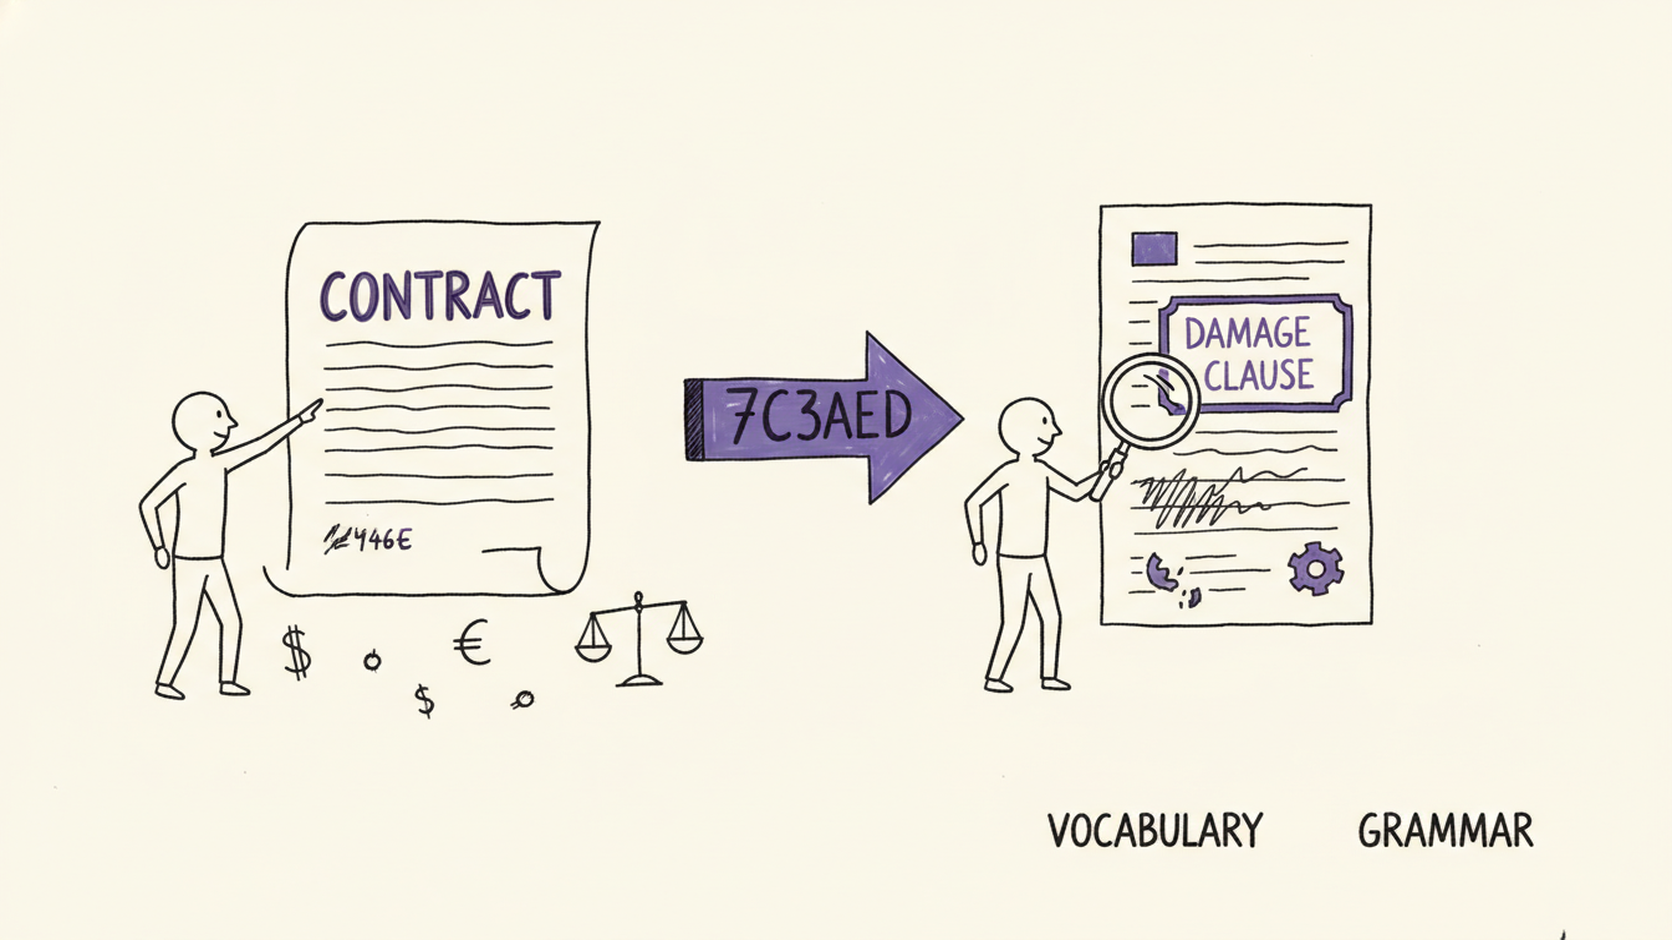 CONTRACT
7C3AED
DAMAGE
CLAUSE
$
€
$
VOCABULARY
GRAMMAR